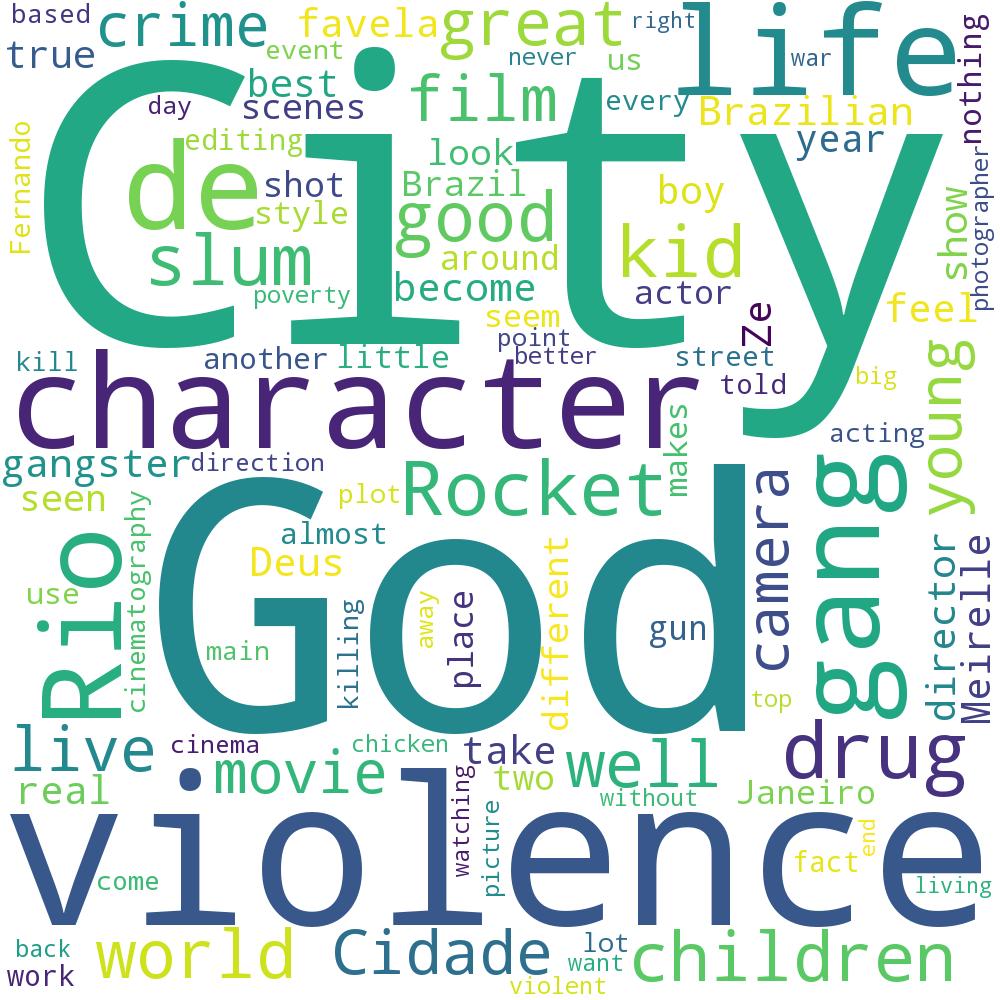 based
crime
favela
great
right
life
nothing
true
event
never
us
war
best
film
every
Brazilian
day
scenes
City
year
Fernando
editing
look
photographer
de
shot
Brazil
boy
style
good
show
slum
around
kid
poverty
become
actor
feel
seem
Ze
kill
another
little
point
better
street
told
big
character
young
acting
gangster
direction
Rocket
makes
camera
gang
seen
cinematography
plot
God
Rio
almost
Deus
different
director
Meirelle
use
main
killing
away
place
gun
top
live
cinema
chicken
take
well
drug
real
movie
two
without
Janeiro
violence
watching
picture
come
fact
end
living
back
work
world
Cidade
lot
want
children
violent